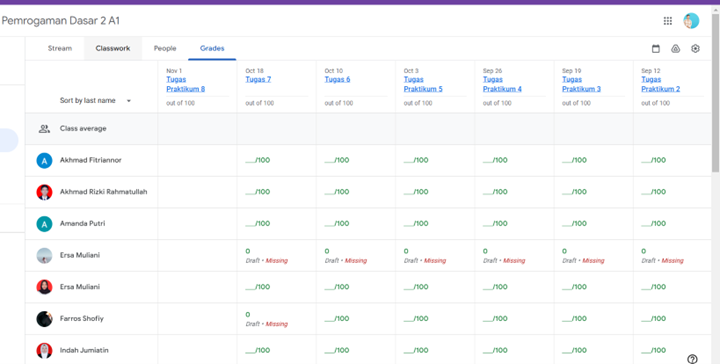 Pemrogaman Dasar 2 A1
Stream Classwork People Grades
Nov 1 Oct 18 Oct 10 Oct 3 Sep 26 Sep 19 Sep 12
Tugas Tugas 7 Tugas 6 Tugas Tugas Tugas Tugas
Praktikum 8 Praktikum 5 Praktikum 4 Praktikum 3 Praktikum 2
Sort by last name out of 100 out of 100 out of 100 out of 100 out of 100 out of 100 out of 100
Class average
A Akhmad Fitriannor ___/100 ___/100 ___/100 ___/100 ___/100 ___/100
Akhmad Rizki Rahmatullah ___/100 ___/100 ___/100 ___/100 ___/100 ___/100
A Amanda Putri ___/100 ___/100 ___/100 ___/100 ___/100 ___/100
Ersa Muliani 0 0 0 0 0 0
Draft • Missing Draft • Missing Draft • Missing Draft • Missing Draft • Missing Draft • Missing
Ersa Muliani ___/100 ___/100 ___/100 ___/100 ___/100 ___/100
Farros Shofiy 0 ___/100 ___/100 ___/100 ___/100 ___/100
Draft • Missing
Indah Jumiatin ___/100 ___/100 ___/100 ___/100 ___/100 ___/100